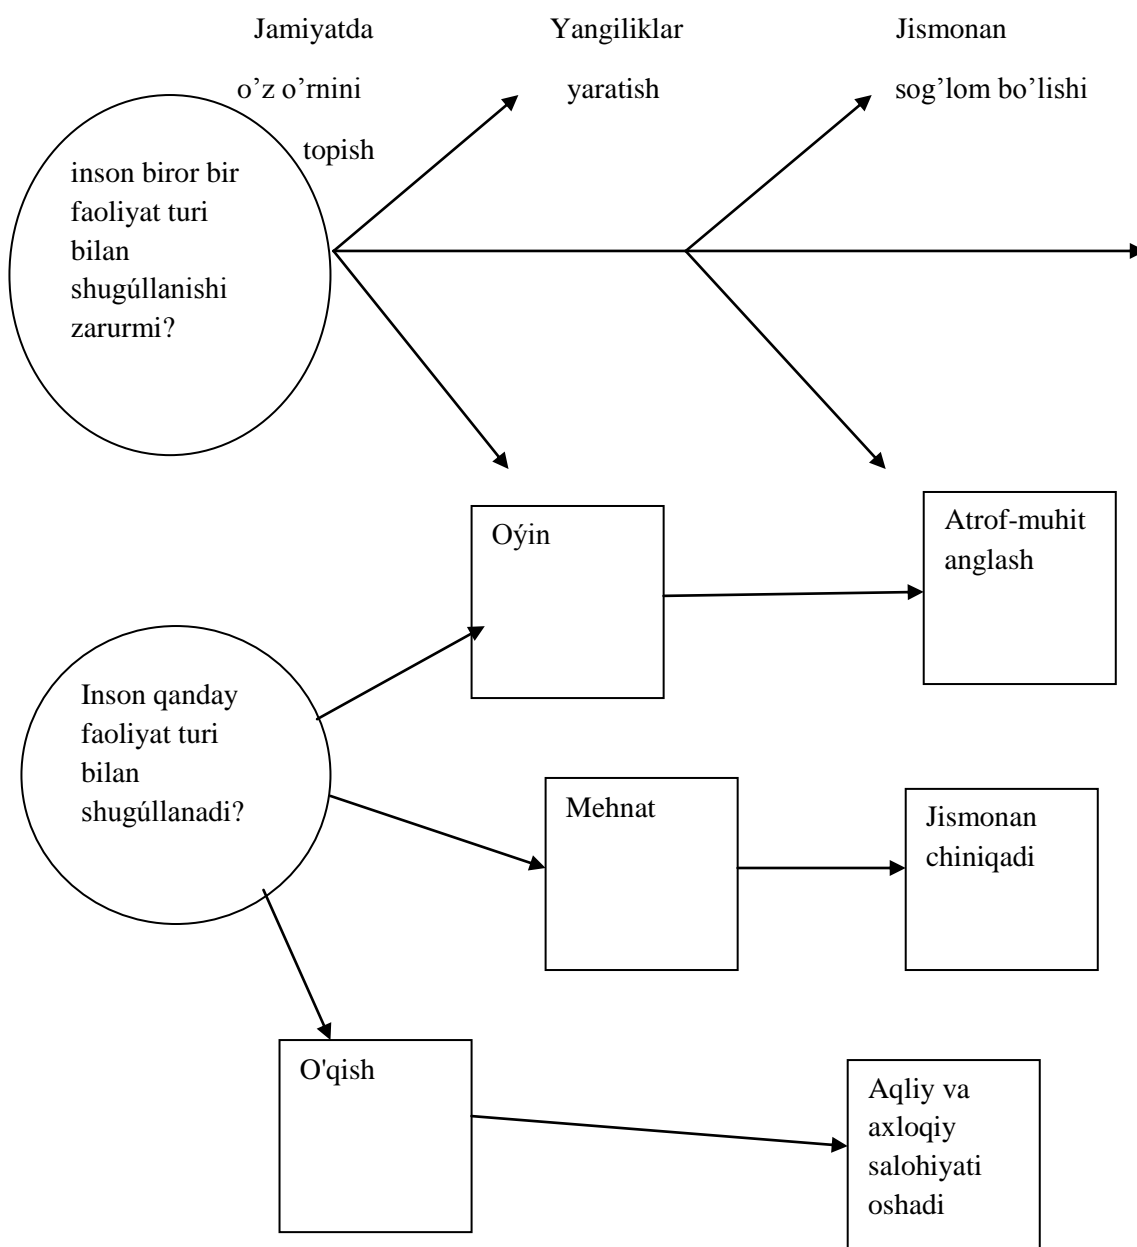 Jamiyatda
o’z o’rnini
topish
Yangiliklar
yaratish
Jismonan
sog’lom bo’lishi
inson biror bir
faoliyat turi
bilan
shugúllanishi
zarurmi?
Oýin
Atrof-muhit
anglash
Inson qanday
faoliyat turi
bilan
shugúllanadi?
Mehnat
Jismonan
chiniqadi
O'qish
Aqliy va
axloqiy
salohiyati
oshadi